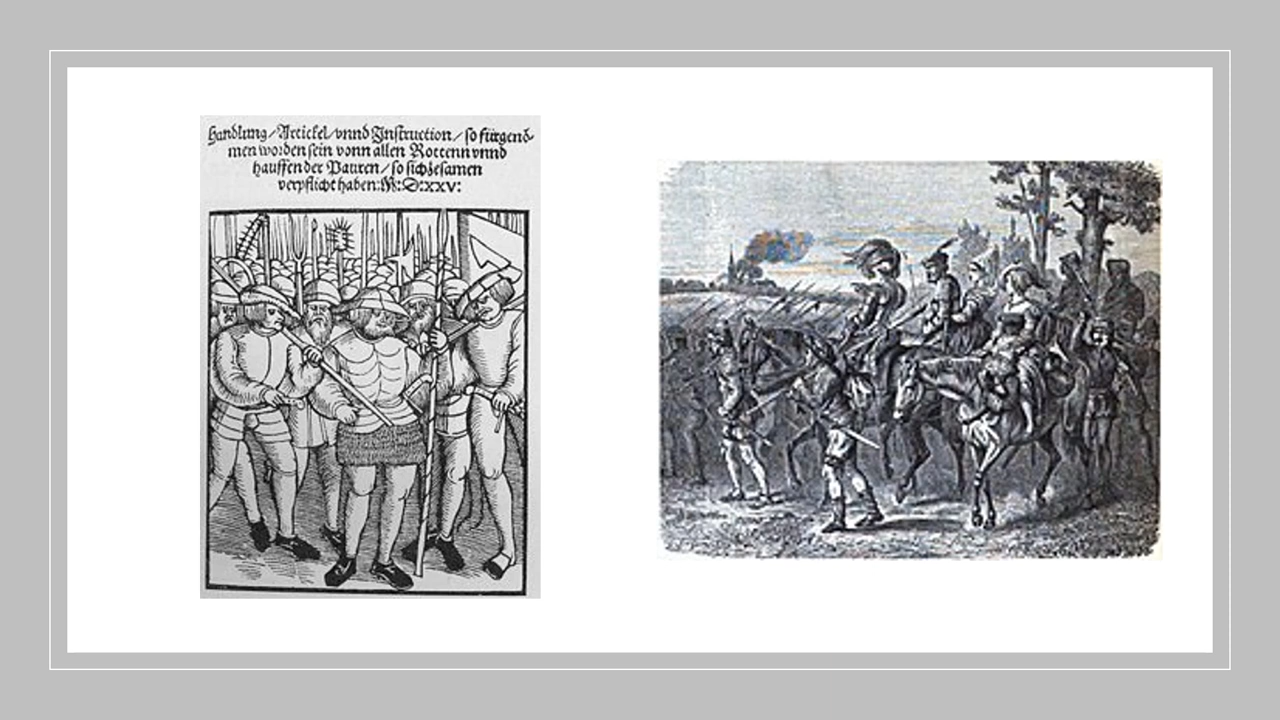 Handlung / Artickel / vnnd Instruction / so fürgenõ-
men worden sein vonn allen Rottenn vnnd
hauffen der Pauren / so sich besamen
verpflicht haben: M: D: xxv: